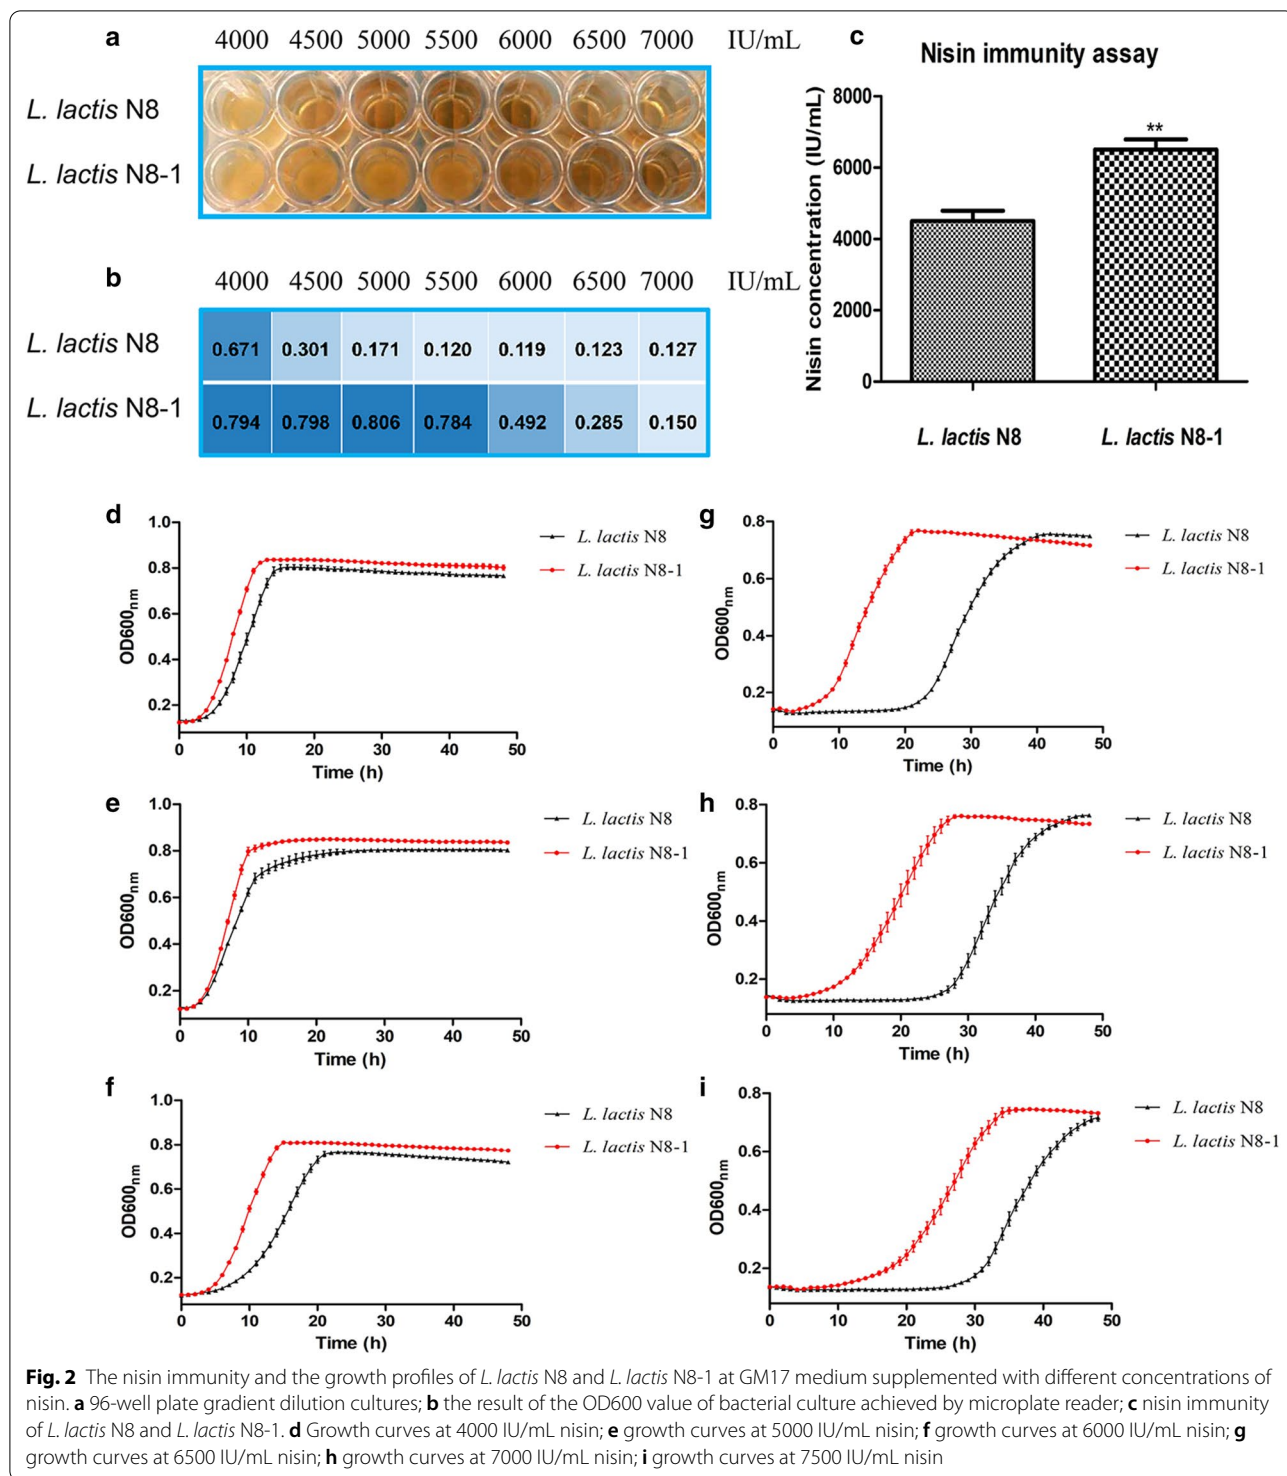 a
4000 4500 5000 5500 6000 6500 7000 IU/mL
L. lactis N8
L. lactis N8-1
b
4000 4500 5000 5500 6000 6500 7000 IU/mL
L. lactis N8
0.671 0.301 0.171 0.120 0.119 0.123 0.127
L. lactis N8-1
0.794 0.798 0.806 0.784 0.492 0.285 0.150
c
Nisin immunity assay
Nisin concentration (IU/mL)
8000
6000
4000
2000
0
**
L. lactis N8 L. lactis N8-1
d
OD600nm
1.0
0.8
0.6
0.4
0.2
0 10 20 30 40 50
Time (h)
L. lactis N8
L. lactis N8-1
e
OD600nm
1.0
0.8
0.6
0.4
0.2
0 10 20 30 40 50
Time (h)
L. lactis N8
L. lactis N8-1
f
OD600nm
1.0
0.8
0.6
0.4
0.2
0 10 20 30 40 50
Time (h)
L. lactis N8
L. lactis N8-1
g
OD600nm
0.8
0.6
0.4
0.2
0 10 20 30 40 50
Time (h)
L. lactis N8
L. lactis N8-1
h
OD600nm
0.8
0.6
0.4
0.2
0 10 20 30 40 50
Time (h)
L. lactis N8
L. lactis N8-1
i
OD600nm
0.8
0.6
0.4
0.2
0 10 20 30 40 50
Time (h)
L. lactis N8
L. lactis N8-1
Fig. 2 The nisin immunity and the growth profiles of L. lactis N8 and L. lactis N8-1 at GM17 medium supplemented with different concentrations of
nisin. a 96-well plate gradient dilution cultures; b the result of the OD600 value of bacterial culture achieved by microplate reader; c nisin immunity
of L. lactis N8 and L. lactis N8-1. d Growth curves at 4000 IU/mL nisin; e growth curves at 5000 IU/mL nisin; f growth curves at 6000 IU/mL nisin; g
growth curves at 6500 IU/mL nisin; h growth curves at 7000 IU/mL nisin; i growth curves at 7500 IU/mL nisin